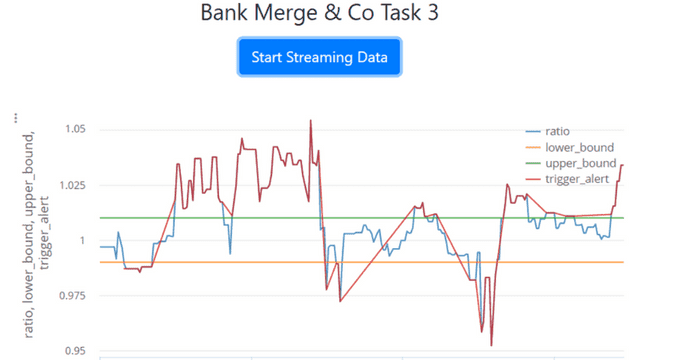 Bank Merge & Co Task 3
Start Streaming Data
ratio, lower_bound, upper_bound,
trigger_alert
1.05
1.025
1
0.975
0.95
ratio
lower_bound
upper_bound
trigger_alert